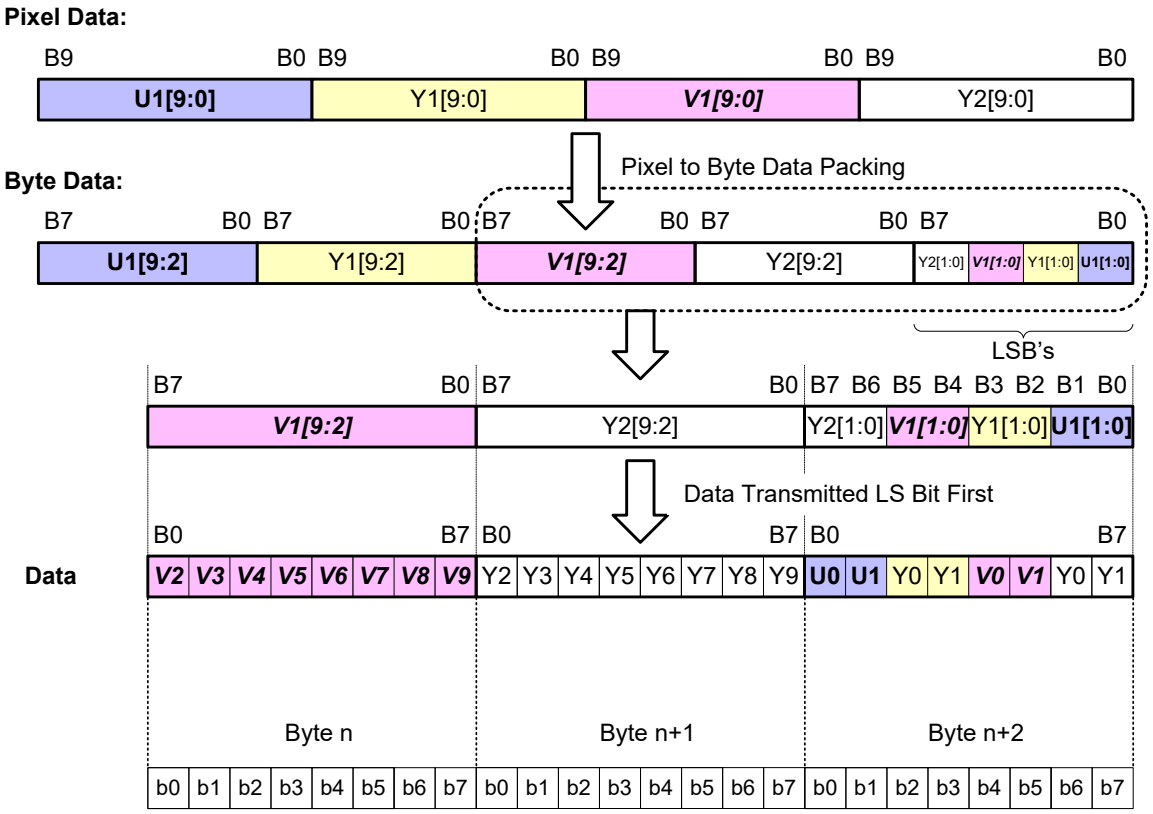 Pixel Data:
B9 B0 B9 B0 B9 B0 B9 B0
U1[9:0] Y1[9:0] V1[9:0] Y2[9:0]
Pixel to Byte Data Packing
Byte Data:
B7 B0 B7 B0 B7 B0 B7 B0 B7 B0
U1[9:2] Y1[9:2] V1[9:2] Y2[9:2] Y2[1:0] V1[1:0] Y1[1:0] U1[1:0]
LSB's
B7 B0 B7 B0 B7 B6 B5 B4 B3 B2 B1 B0
V1[9:2] Y2[9:2] Y2[1:0] V1[1:0] Y1[1:0] U1[1:0]
Data Transmitted LS Bit First
B0 B7 B0 B7 B0 B7
Data V2 V3 V4 V5 V6 V7 V8 V9 Y2 Y3 Y4 Y5 Y6 Y7 Y8 Y9 U0 U1 Y0 Y1 V0 V1 Y0 Y1
Byte n Byte n+1 Byte n+2
b0 b1 b2 b3 b4 b5 b6 b7 b0 b1 b2 b3 b4 b5 b6 b7 b0 b1 b2 b3 b4 b5 b6 b7